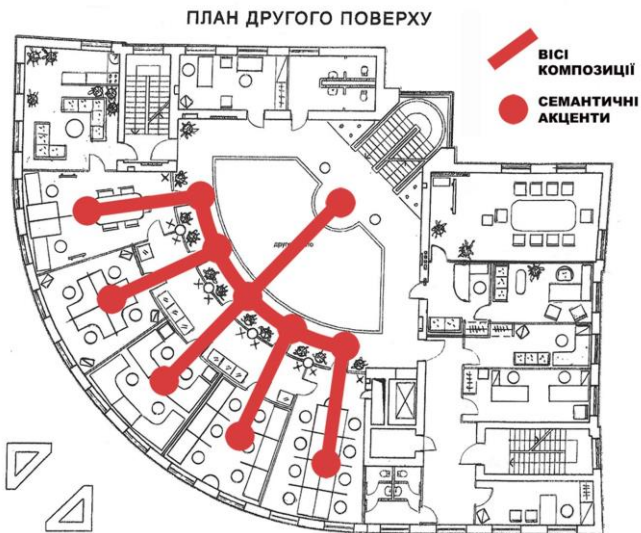 ПЛАН ДРУГОГО ПОВЕРХУ
ВІСІ
КОМПОЗИЦІЇ
СЕМАНТИЧНІ
АКЦЕНТИ